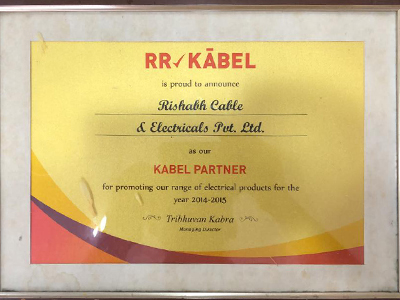 RR✓KĀBEL
is proud to announce
Rishabh Cable
& Electricals Pvt. Ltd.
as our
KABEL PARTNER
for promoting our range of electrical products for the
year 2014-2015
Tribhuvan Kabra
Managing Director